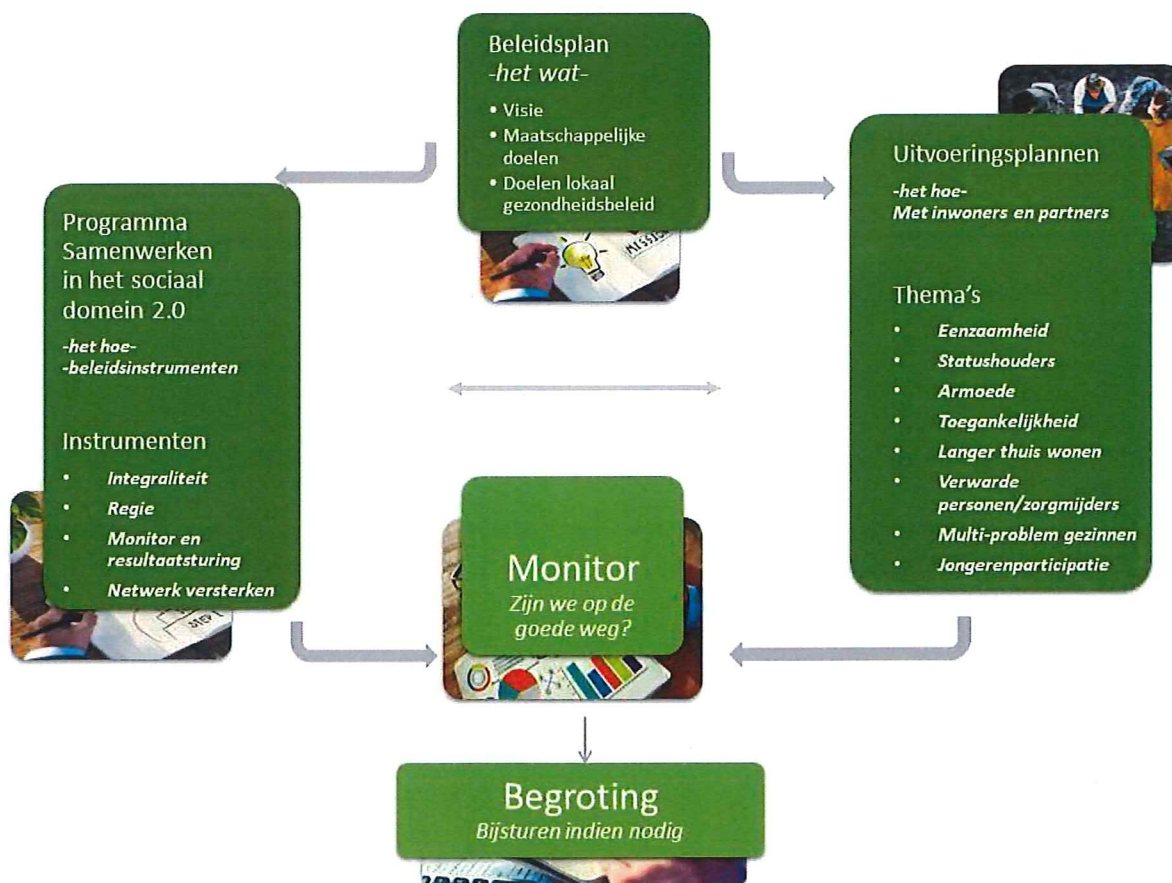 Beleidsplan
-het wat-
• Visie
• Maatschappelijke
doelen
• Doelen lokaal
gezondheidsbeleid
MISSION
Programma
Samenwerken
in het sociaal
domein 2.0
-het hoe-
-beleidsinstrumenten
Instrumenten
• Integraliteit
• Regie
• Monitor en
resultaatsturing
• Netwerk versterken
STEP 1
Uitvoeringsplannen
-het hoe-
Met inwoners en partners
Thema's
• Eenzaamheid
• Statushouders
• Armoede
• Toegankelijkheid
• Langer thuis wonen
• Verwarde
personen/zorgmijders
• Multi-problem gezinnen
• Jongerenparticipatie
Monitor
Zijn we op de
goede weg?
Begroting
Bijsturen indien nodig